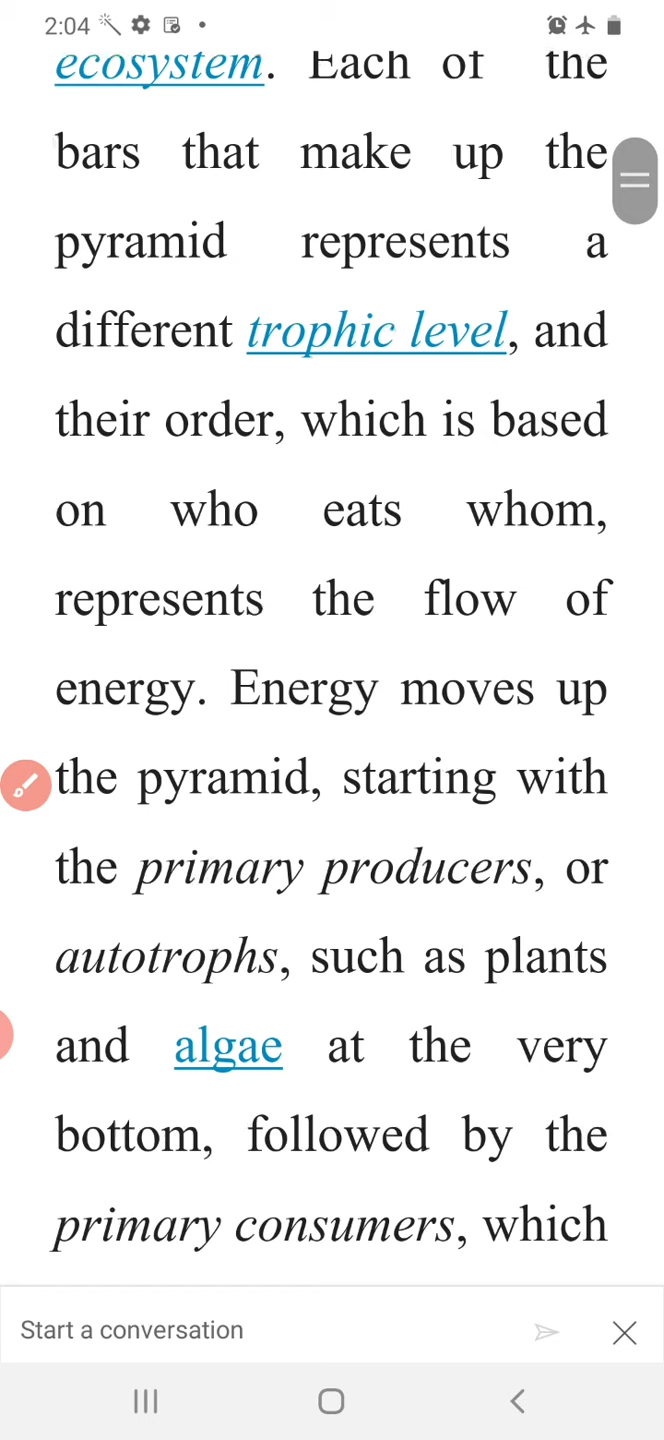 2:04
ecosystem. Each of the
bars that make up the
pyramid represents a
different trophic level, and
their order, which is based
on who eats whom,
represents the flow of
energy. Energy moves up
the pyramid, starting with
the primary producers, or
autotrophs, such as plants
and algae at the very
bottom, followed by the
primary consumers, which
Start a conversation